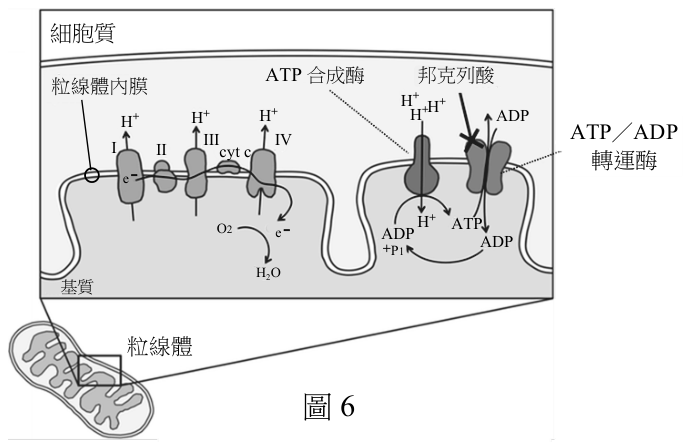 細胞質
粒線體內膜
ATP 合成酶
邦克列酸
ATP／ADP
轉運酶
H⁺
H⁺
H⁺
I
II
III
IV
cyt c
e⁻
e⁻
O₂
H₂O
H⁺
H⁺H⁺
H⁺
ADP
+P₁
ATP
ADP
ADP
基質
粒線體
圖 6